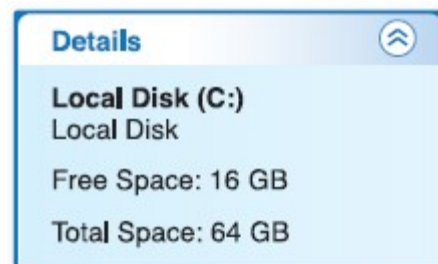 Details
Local Disk (C:)
Local Disk
Free Space: 16 GB
Total Space: 64 GB